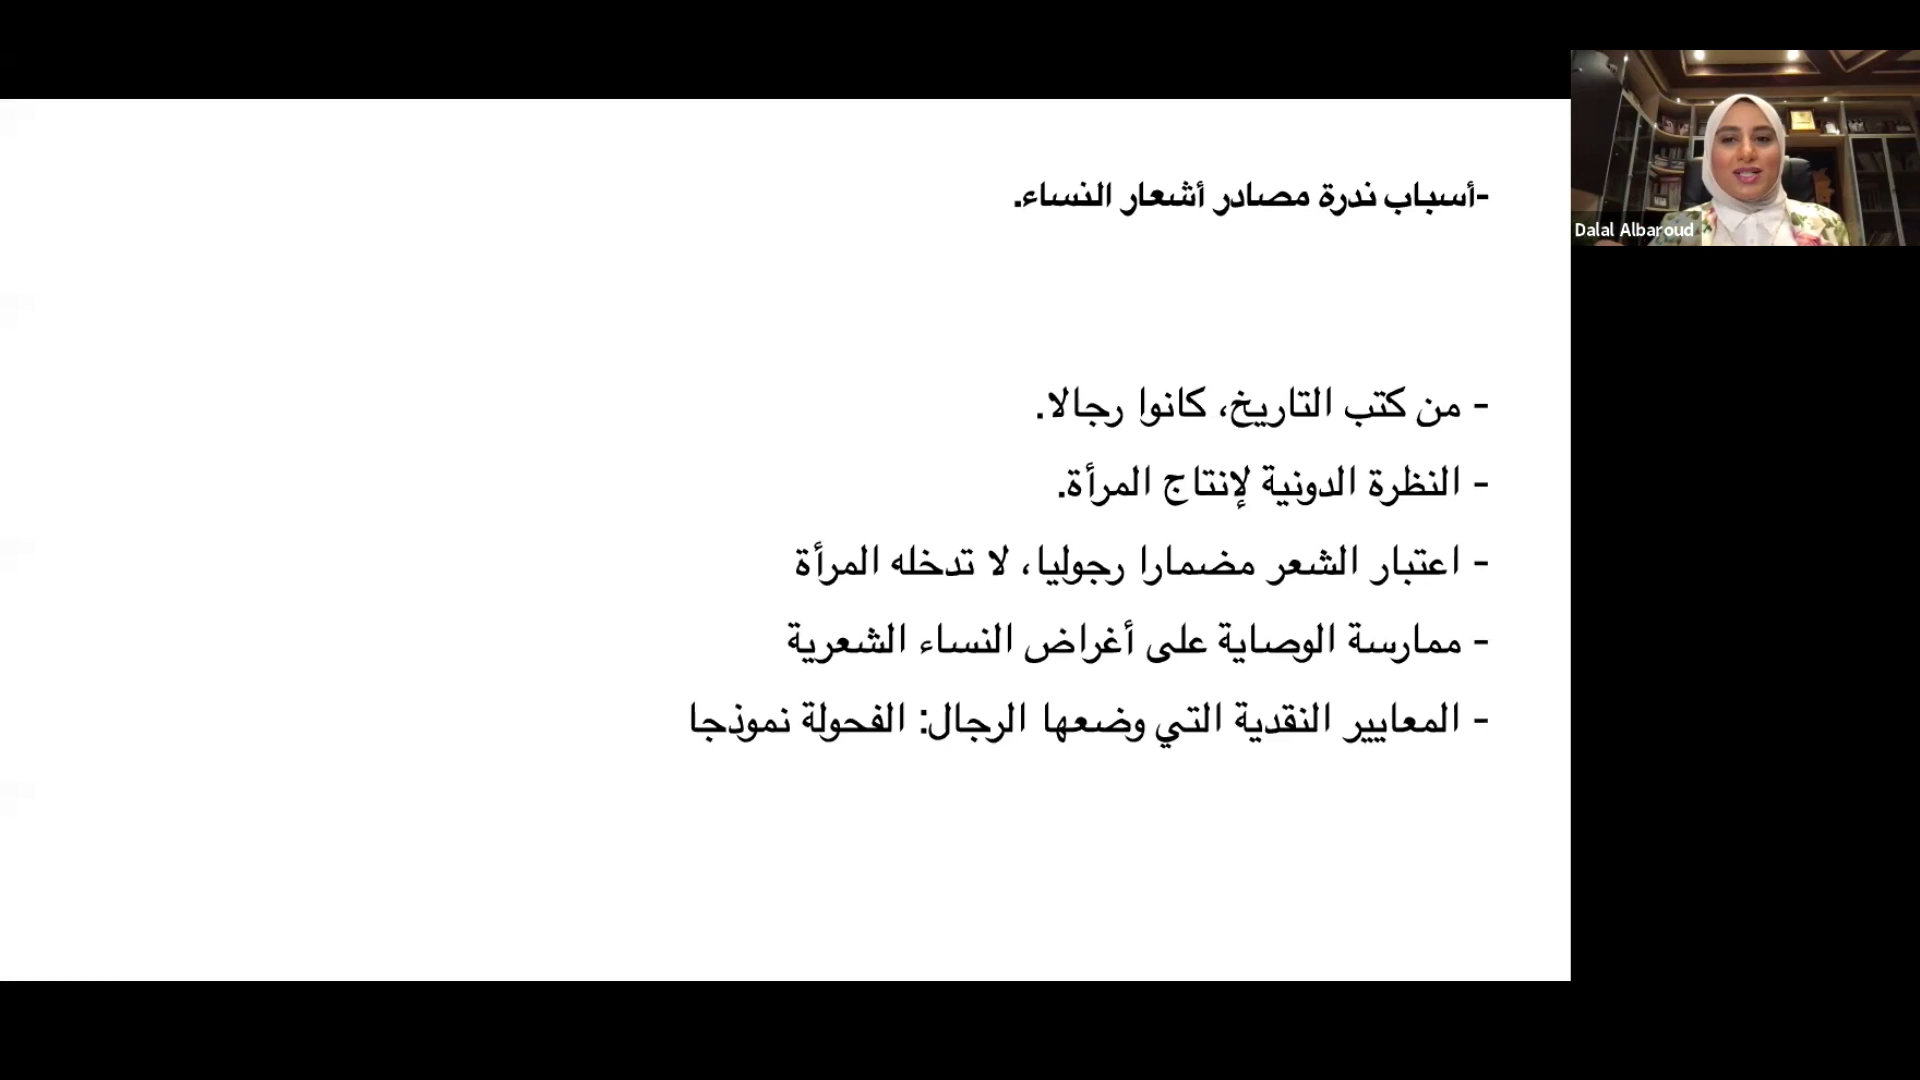 -أسباب ندرة مصادر أشعار النساء.
- من كتب التاريخ، كانوا رجالا.
- النظرة الدونية لإنتاج المرأة.
- اعتبار الشعر مضمارا رجوليا، لا تدخله المرأة
- ممارسة الوصاية على أغراض النساء الشعرية
- المعايير النقدية التي وضعها الرجال: الفحولة نموذجا
Dalal Albaroud